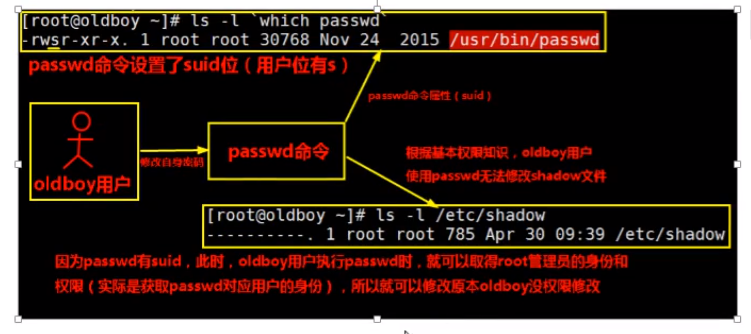 [root@oldboy ~]# ls -l `which passwd`
-rwsr-xr-x. 1 root root 30768 Nov 24  2015 /usr/bin/passwd
passwd命令设置了suid位（用户位有s）
passwd命令属性（suid）
修改自身密码
passwd命令
oldboy用户
根据基本权限知识，oldboy用户
使用passwd无法修改shadow文件
[root@oldboy ~]# ls -l /etc/shadow
----------. 1 root root 785 Apr 30 09:39 /etc/shadow
因为passwd有suid，此时，oldboy用户执行passwd时，就可以取得root管理员的身份和
权限（实际是获取passwd对应用户的身份），所以就可以修改原本oldboy没权限修改